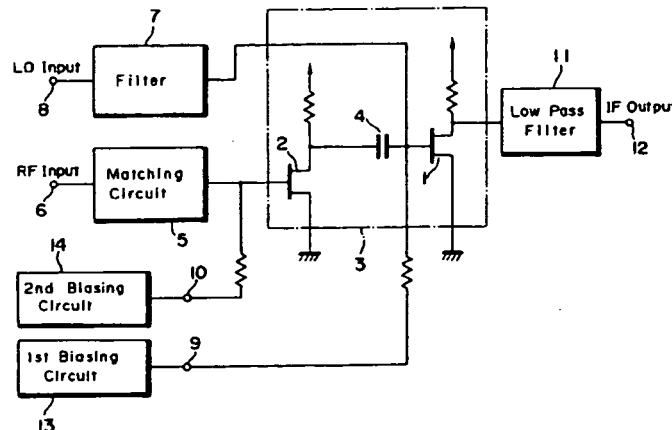 7
LO Input
Filter
8
11
Low Pass
Filter
IF Output
12
4
2
1
RF Input
Matching
Circuit
6
5
3
14
10
2nd Biasing
Circuit
9
1st Biasing
Circuit
13